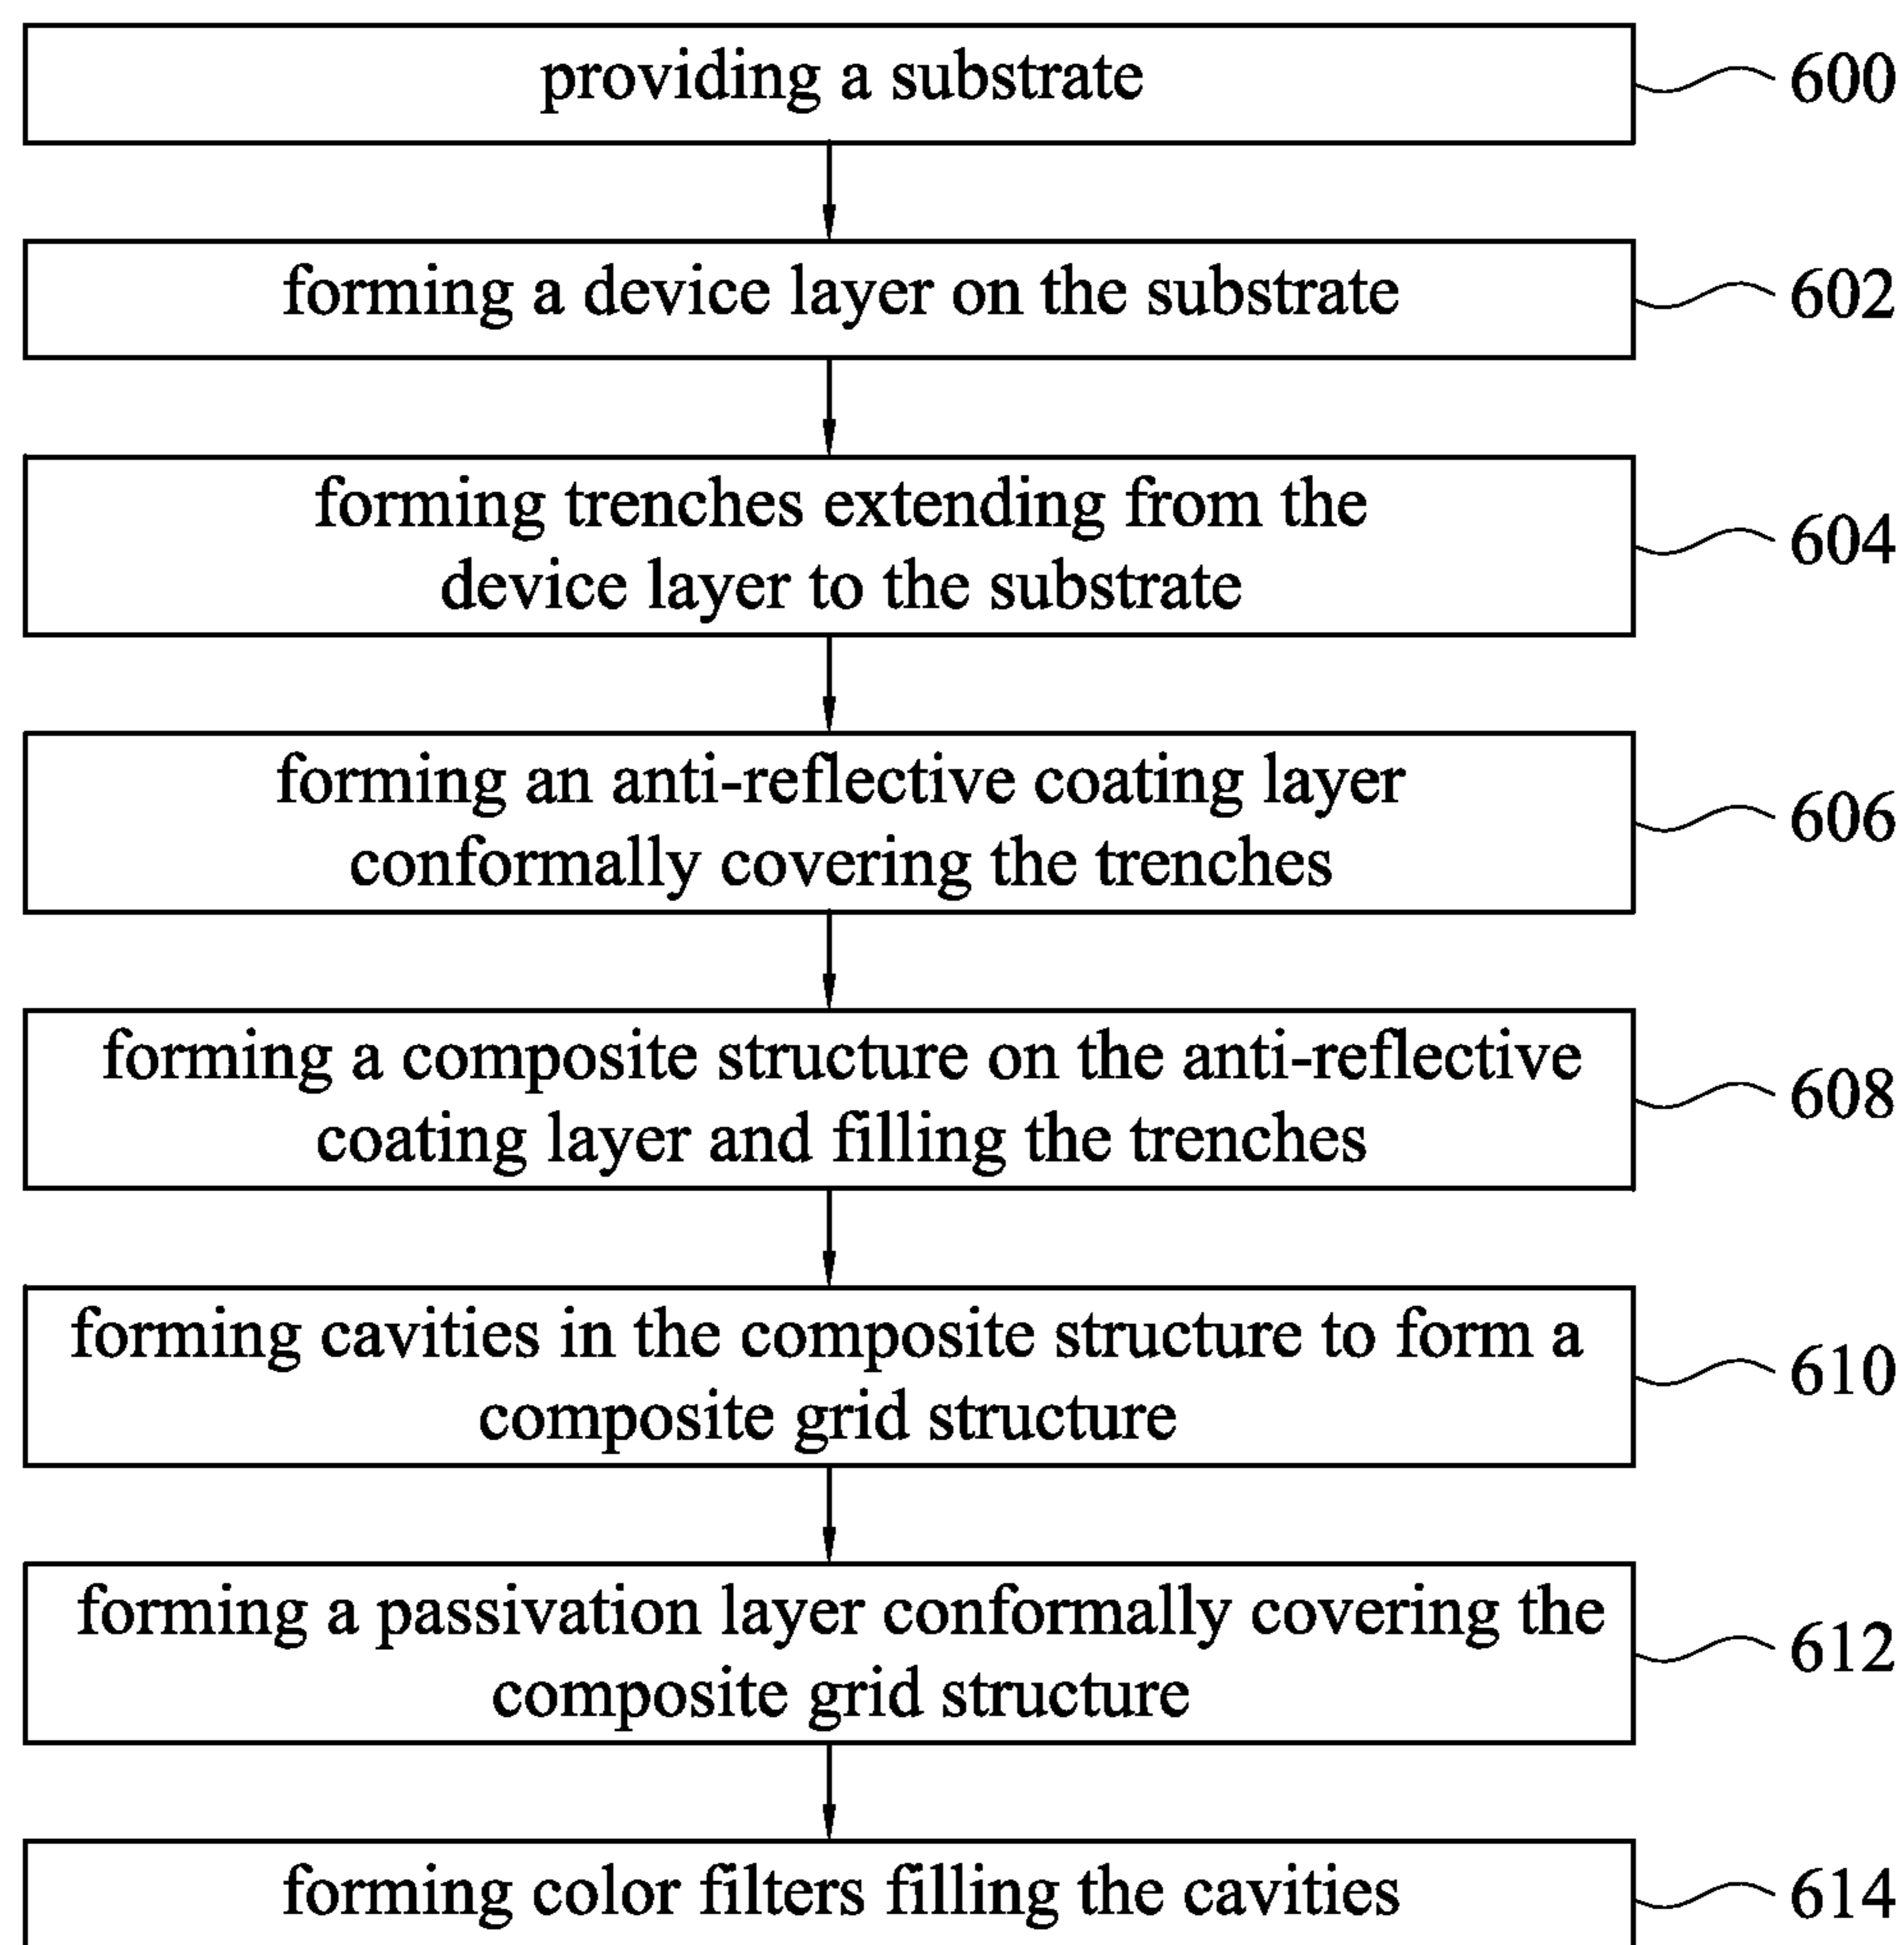 providing a substrate
600
forming a device layer on the substrate
602
forming trenches extending from the
device layer to the substrate
604
forming an anti-reflective coating layer
conformally covering the trenches
606
forming a composite structure on the anti-reflective
coating layer and filling the trenches
608
forming cavities in the composite structure to form a
composite grid structure
610
forming a passivation layer conformally covering the
composite grid structure
612
forming color filters filling the cavities
614